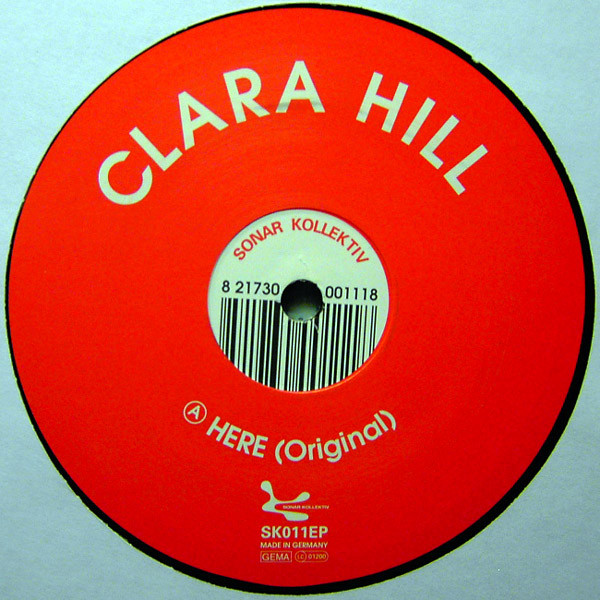 CLARA HILL
SONAR KOLLEKTIV
8 21730 001118
A HERE (Original)
SONAR KOLLEKTIV
SK011EP
MADE IN GERMANY
GEMA LC 01200